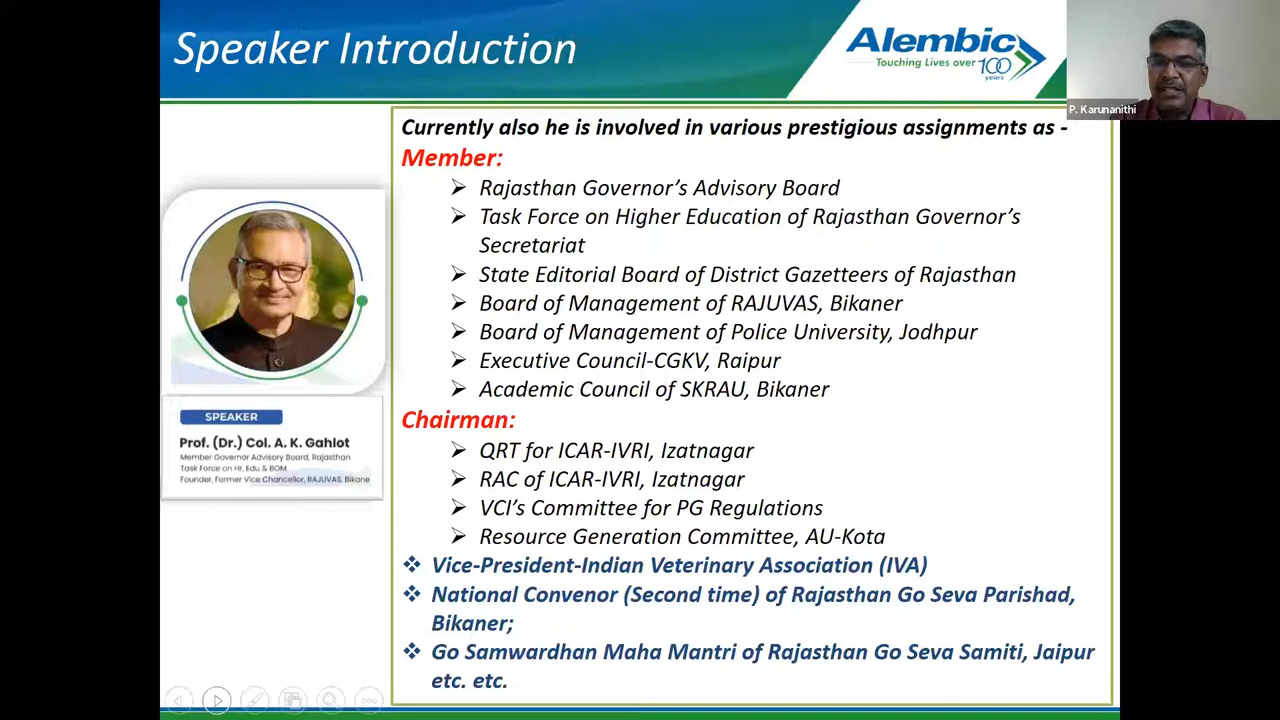 Speaker Introduction
Alembic
Touching Lives over 100 years
P. Karunanithi
Currently also he is involved in various prestigious assignments as -
Member:
➢ Rajasthan Governor’s Advisory Board
➢ Task Force on Higher Education of Rajasthan Governor’s
Secretariat
➢ State Editorial Board of District Gazetteers of Rajasthan
➢ Board of Management of RAJUVAS, Bikaner
➢ Board of Management of Police University, Jodhpur
➢ Executive Council-CGKV, Raipur
➢ Academic Council of SKRAU, Bikaner
Chairman:
➢ QRT for ICAR-IVRI, Izatnagar
➢ RAC of ICAR-IVRI, Izatnagar
➢ VCI’s Committee for PG Regulations
➢ Resource Generation Committee, AU-Kota
❖ Vice-President-Indian Veterinary Association (IVA)
❖ National Convenor (Second time) of Rajasthan Go Seva Parishad,
Bikaner;
❖ Go Samwardhan Maha Mantri of Rajasthan Go Seva Samiti, Jaipur
etc. etc.
SPEAKER
Prof. (Dr.) Col. A. K. Gahlot
Member Governor Advisory Board, Rajasthan
Task Force on Hr. Edu & BOM
Founder, Former Vice Chancellor, RAJUVAS, Bikane